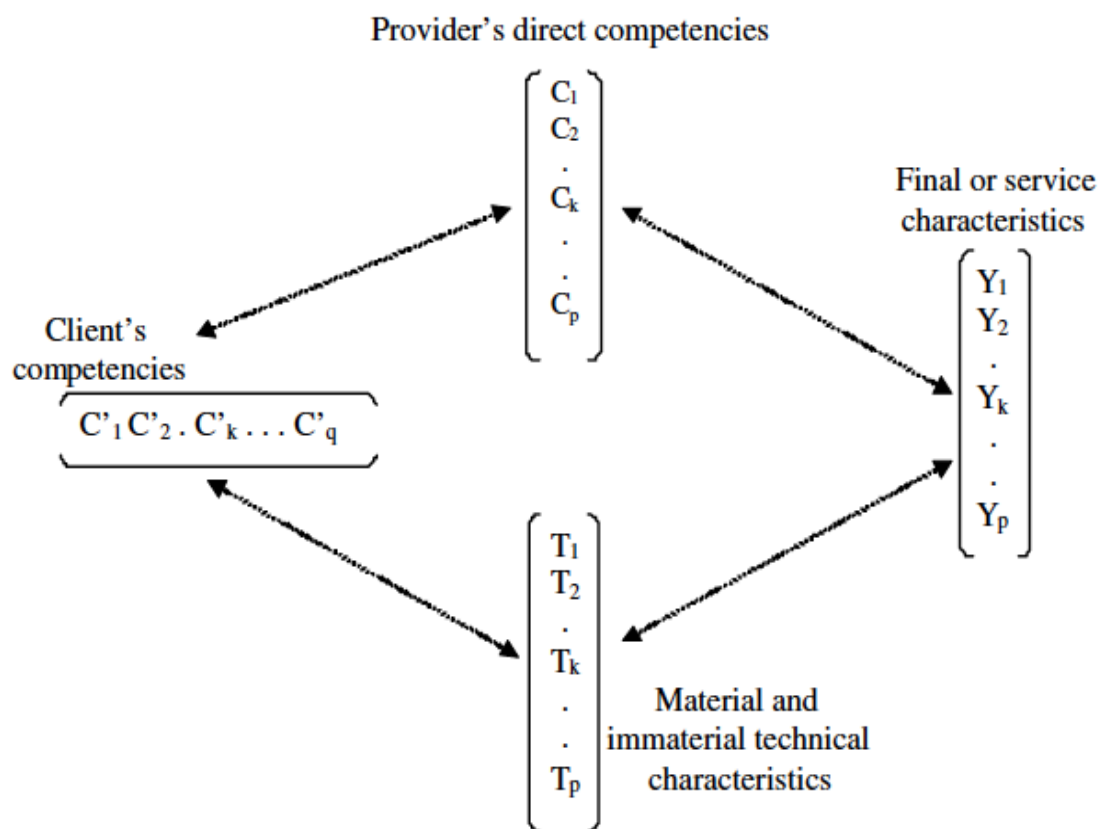 Provider's direct competencies
C₁
C₂
.
Cₖ
.
.
Cₚ
Final or service
characteristics
Y₁
Y₂
.
Yₖ
.
.
Yₚ
Client's
competencies
C'₁ C'₂ . C'ₖ . . . C'q
T₁
T₂
.
Tₖ
.
.
Tₚ
Material and
immaterial technical
characteristics